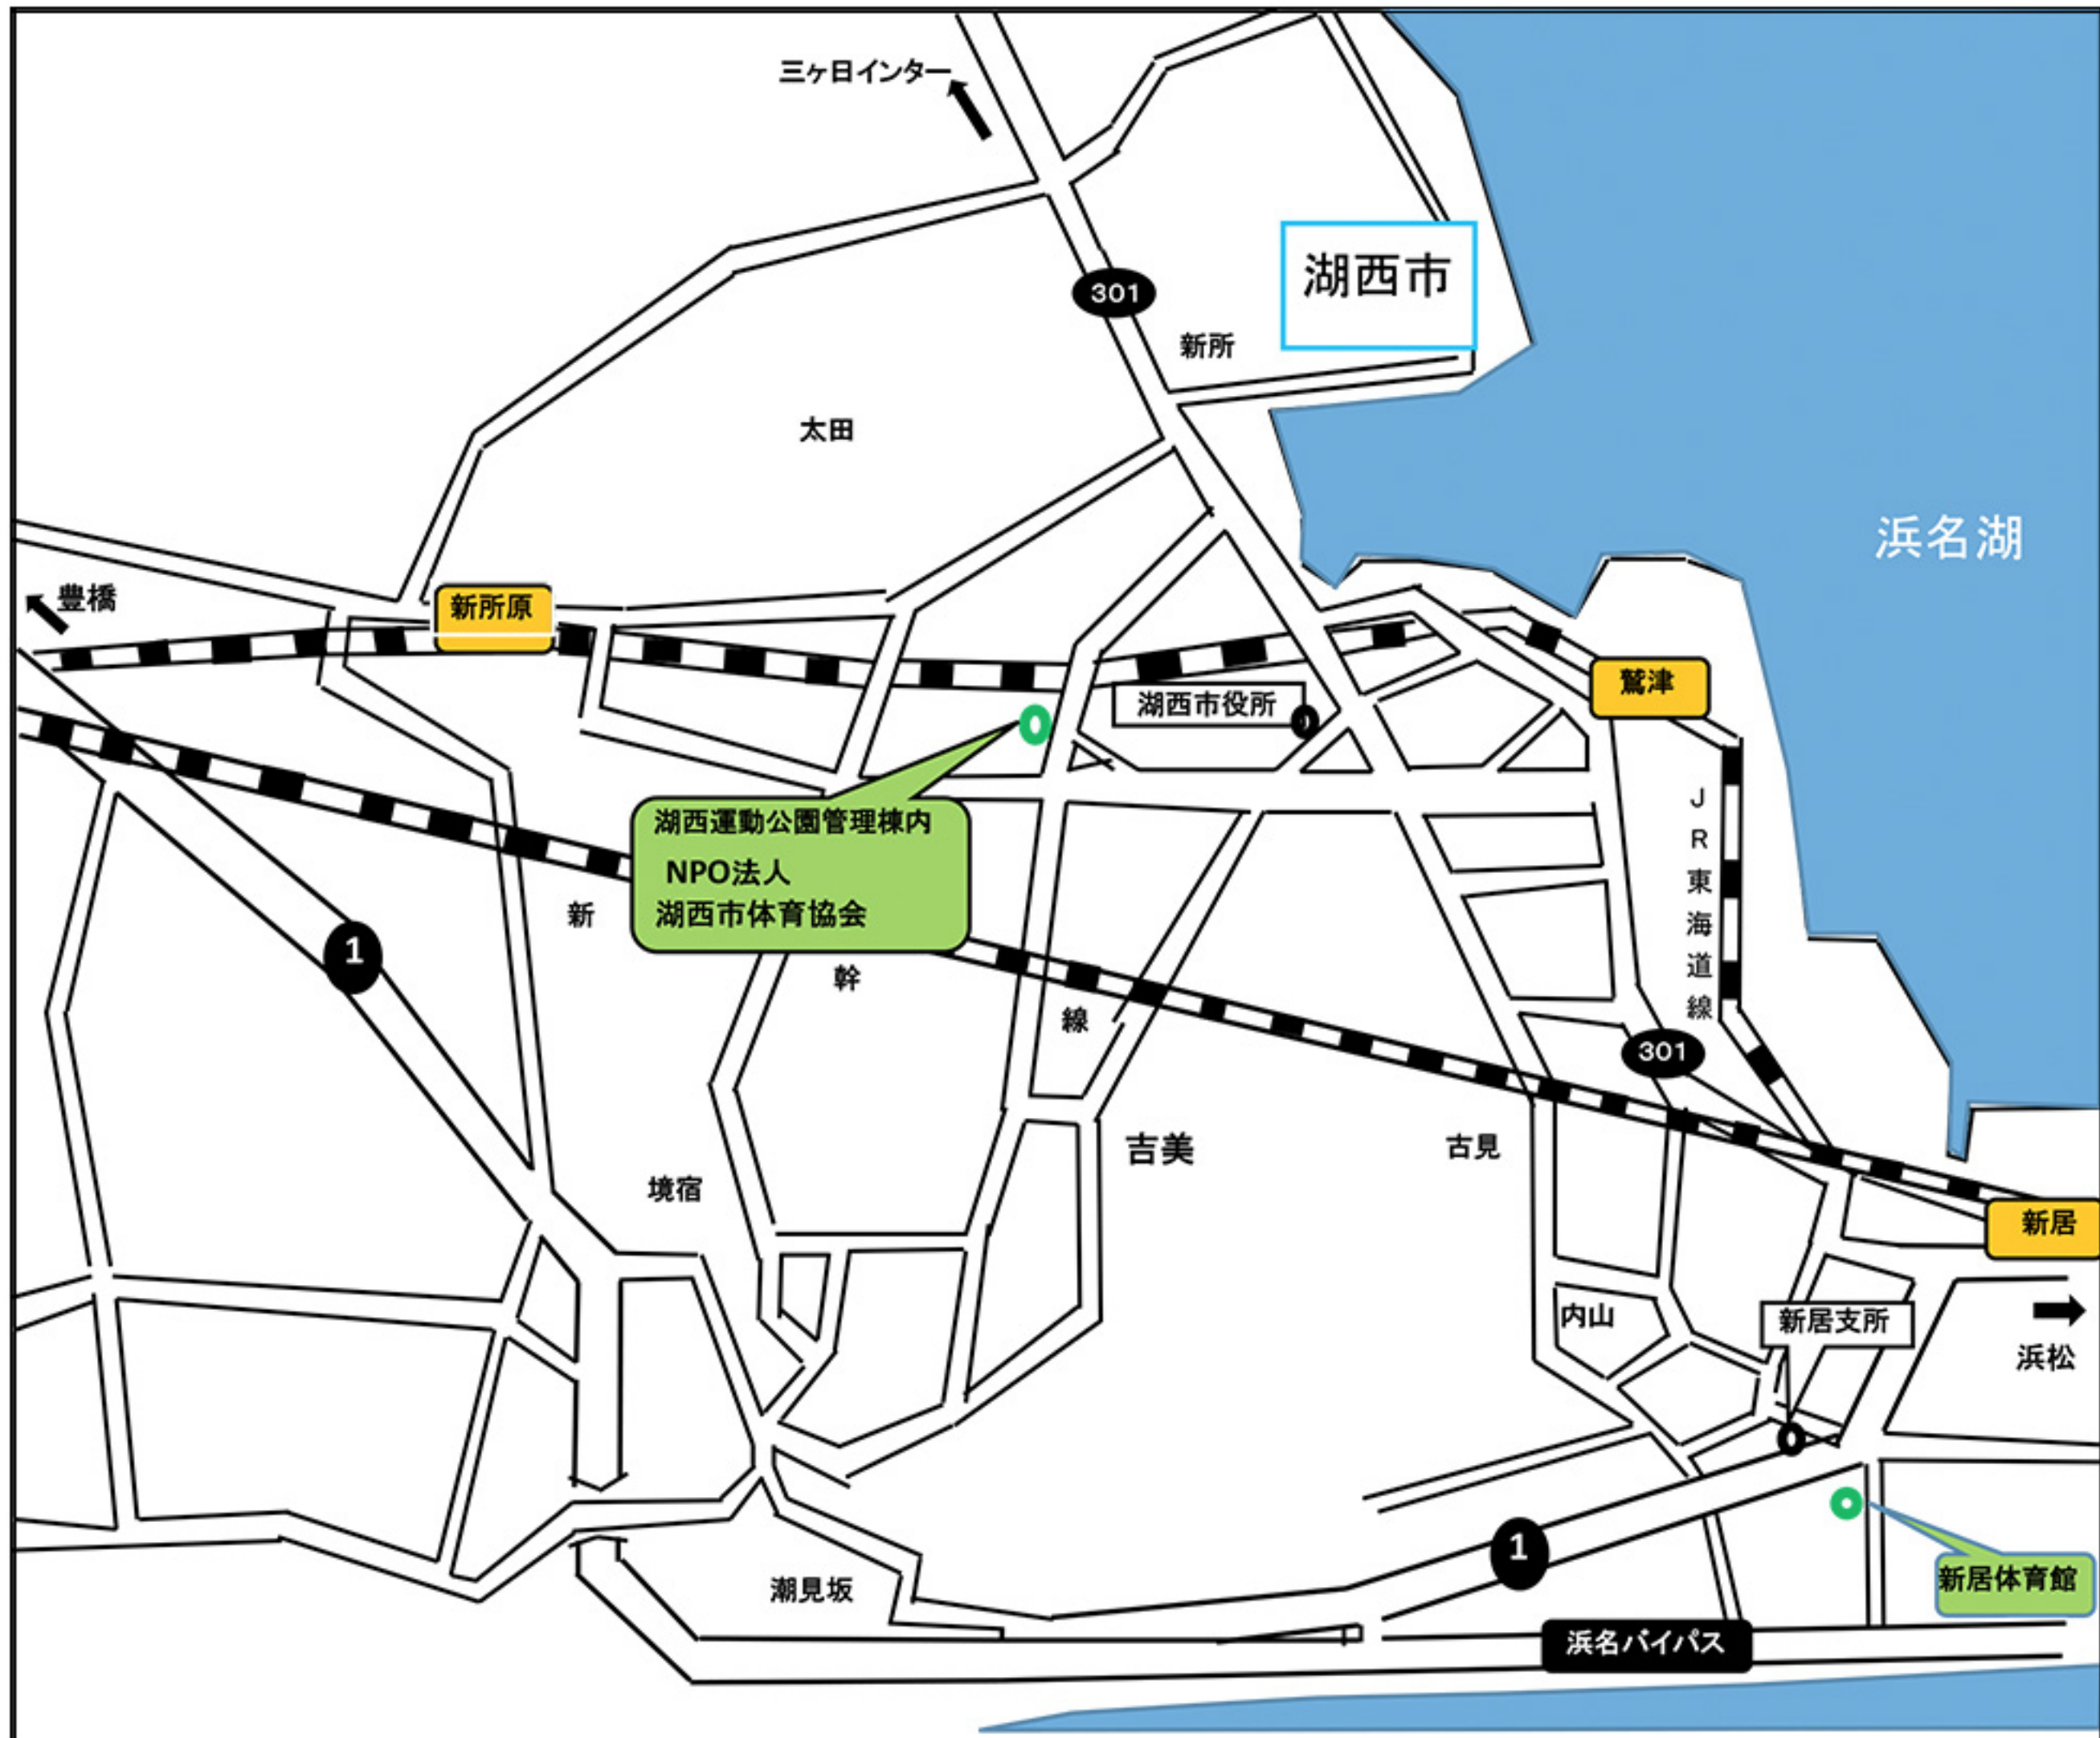 三ヶ日インター
301
湖西市
新所
太田
浜名湖
豊橋
新所原
鷲津
湖西市役所
JR東海道線
湖西運動公園管理棟内
NPO法人
湖西市体育協会
新幹線
1
301
吉美
古見
境宿
新居
内山
新居支所
浜松
1
新居体育館
潮見坂
浜名バイパス